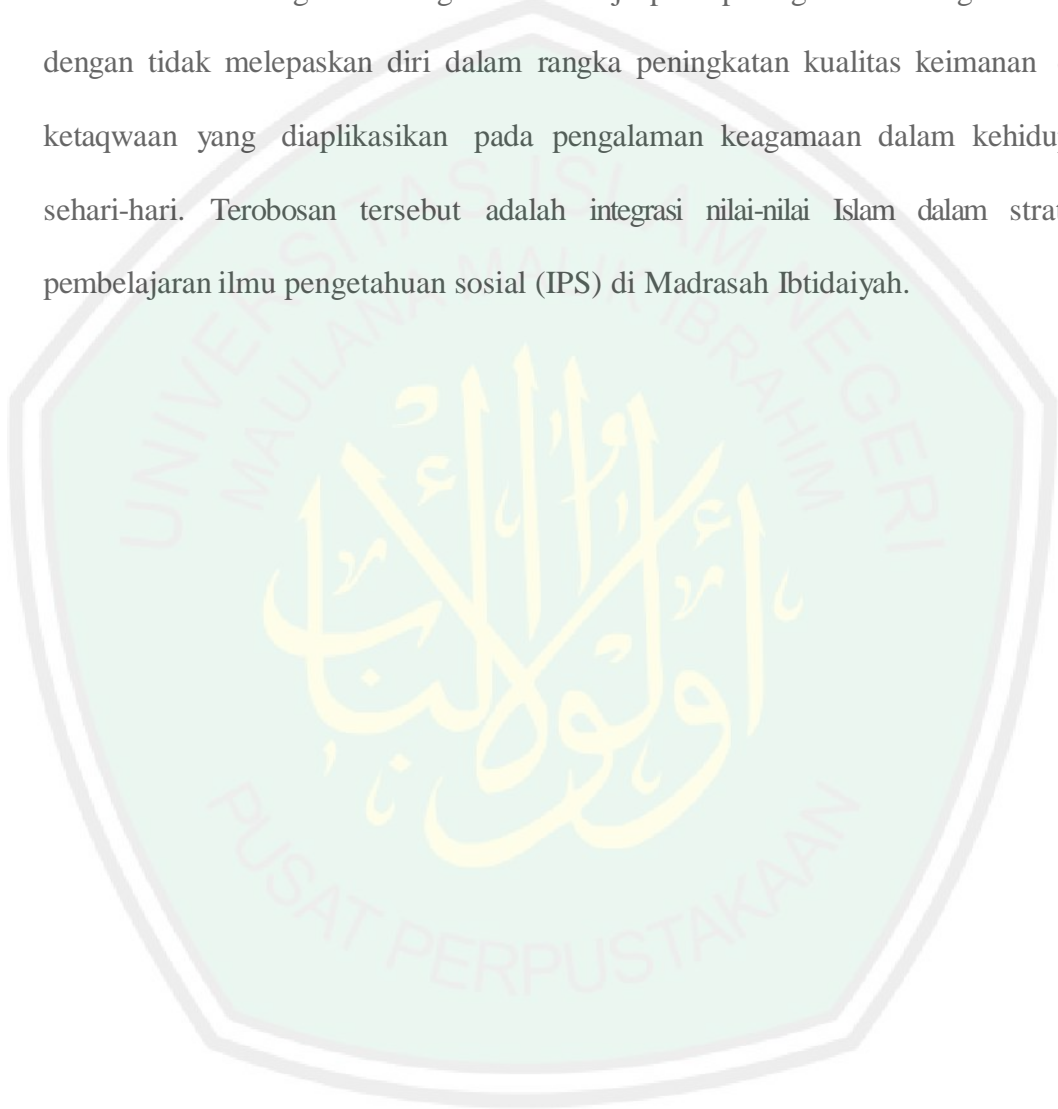 dengan tidak melepaskan diri dalam rangka peningkatan kualitas keimanan
ketaqwaan yang diaplikasikan pada pengalaman keagamaan dalam
sehari-hari. Terobosan tersebut adalah integrasi nilai-nilai Islam dalam
pembelajaran ilmu pengetahuan sosial (IPS) di Madrasah Ibtidaiyah.
UNIVERSITAS ISLAM NEGERI
MAULANA MALIK IBRAHIM
أولوا الألباب
PUSAT PERPUSTAKAAN